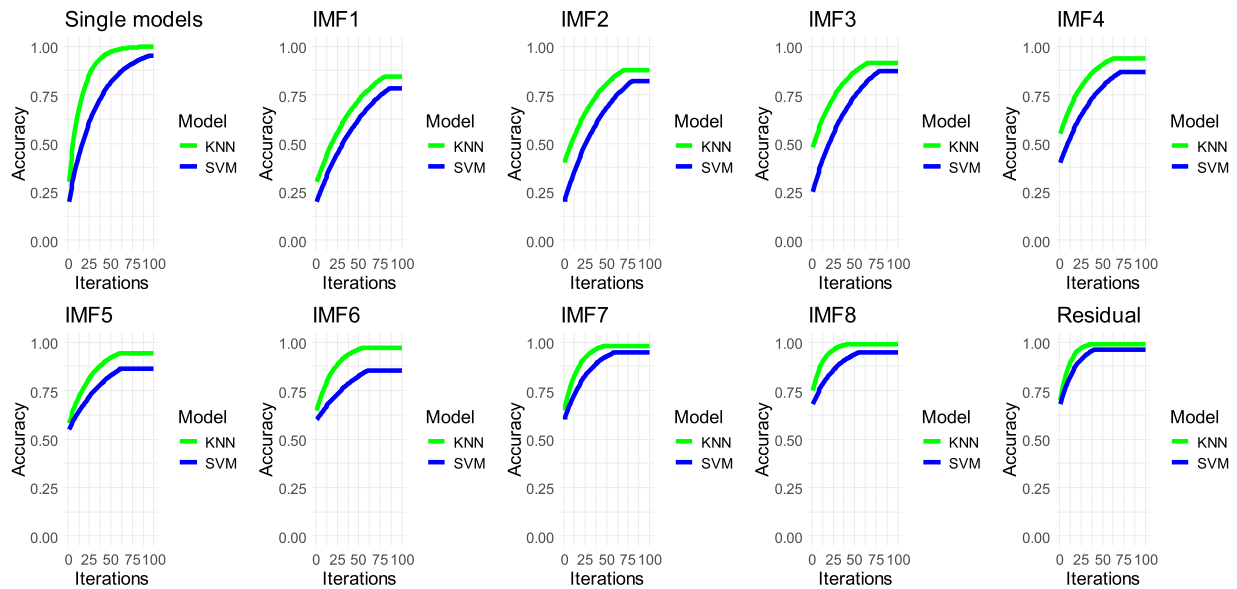 Single models
Accuracy
1.00
0.75
0.50
0.25
0.00
0 25 50 75 100
Iterations
Model
KNN
SVM
IMF1
Accuracy
1.00
0.75
0.50
0.25
0.00
0 25 50 75 100
Iterations
Model
KNN
SVM
IMF2
Accuracy
1.00
0.75
0.50
0.25
0.00
0 25 50 75 100
Iterations
Model
KNN
SVM
IMF3
Accuracy
1.00
0.75
0.50
0.25
0.00
0 25 50 75 100
Iterations
Model
KNN
SVM
IMF4
Accuracy
1.00
0.75
0.50
0.25
0.00
0 25 50 75 100
Iterations
Model
KNN
SVM
IMF5
Accuracy
1.00
0.75
0.50
0.25
0.00
0 25 50 75 100
Iterations
Model
KNN
SVM
IMF6
Accuracy
1.00
0.75
0.50
0.25
0.00
0 25 50 75 100
Iterations
Model
KNN
SVM
IMF7
Accuracy
1.00
0.75
0.50
0.25
0.00
0 25 50 75 100
Iterations
Model
KNN
SVM
IMF8
Accuracy
1.00
0.75
0.50
0.25
0.00
0 25 50 75 100
Iterations
Model
KNN
SVM
Residual
Accuracy
1.00
0.75
0.50
0.25
0.00
0 25 50 75 100
Iterations
Model
KNN
SVM